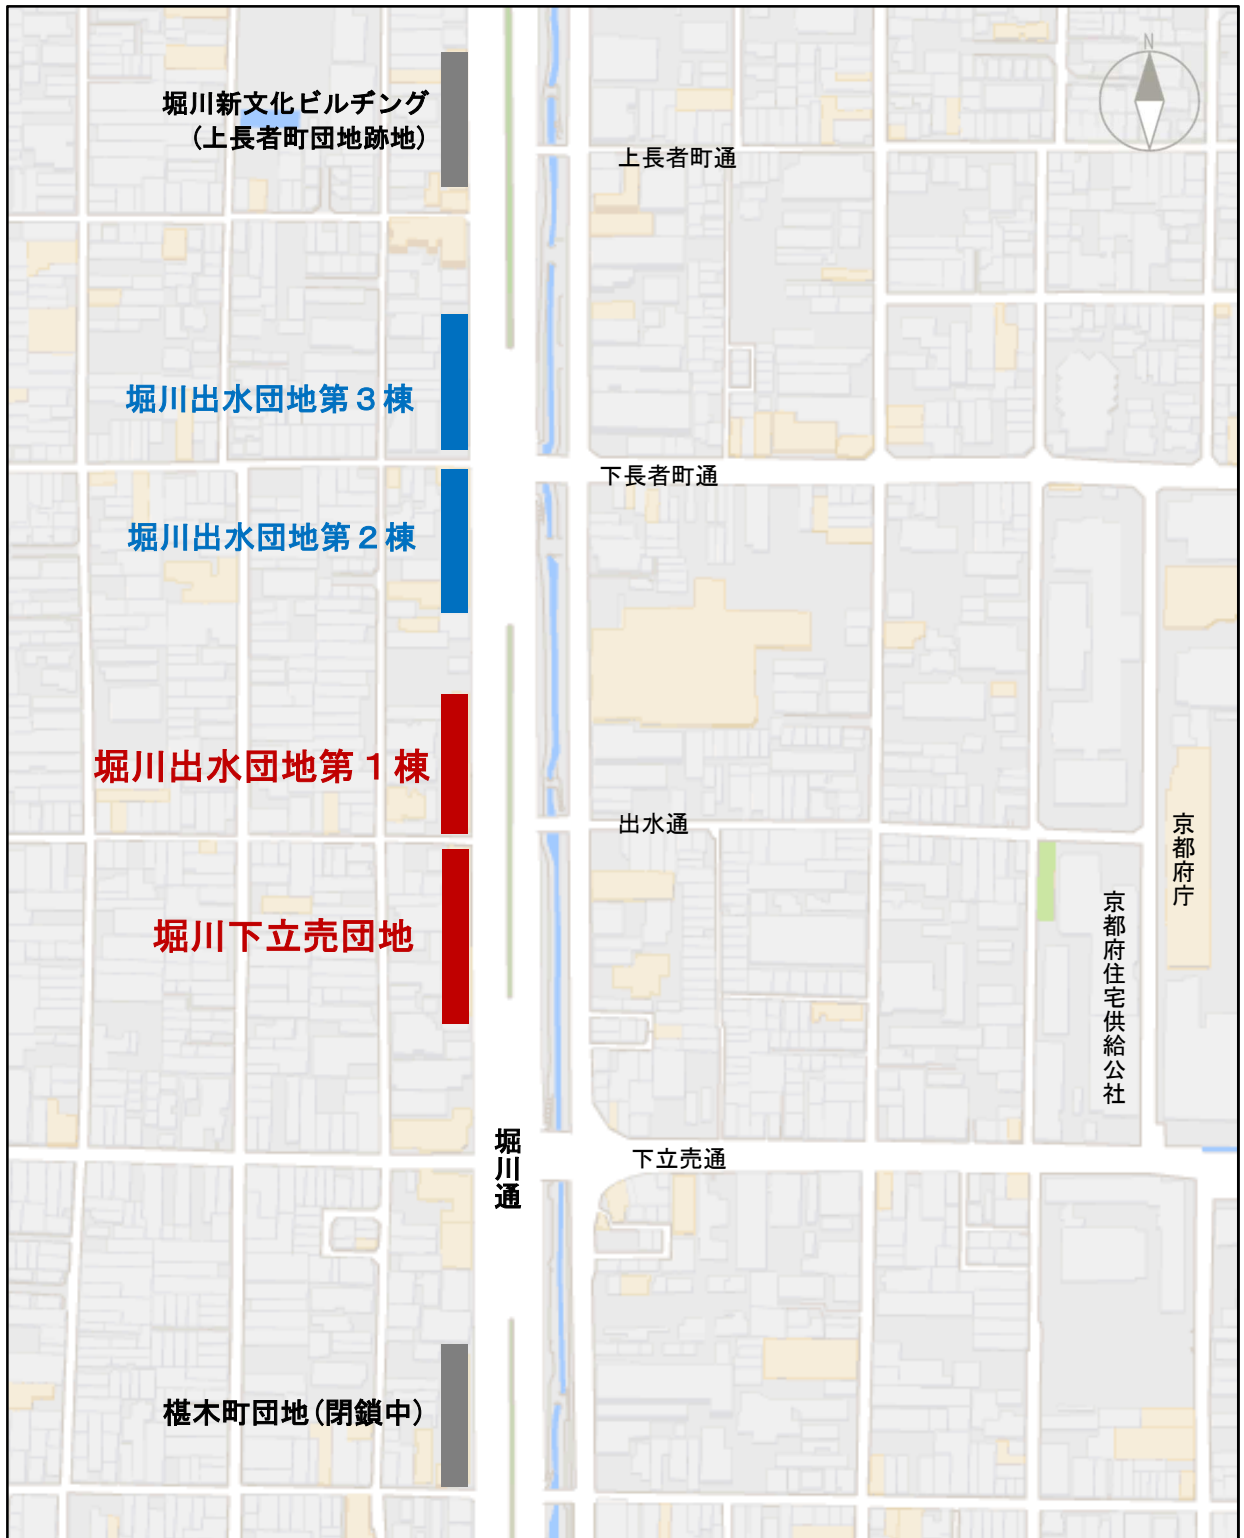 N
堀川新文化ビルヂング
(上長者町団地跡地)
上長者町通
堀川出水団地第３棟
下長者町通
堀川出水団地第２棟
堀川出水団地第１棟
出水通
京都府庁
京都府住宅供給公社
堀川下立売団地
堀川通
下立売通
椹木町団地(閉鎖中)